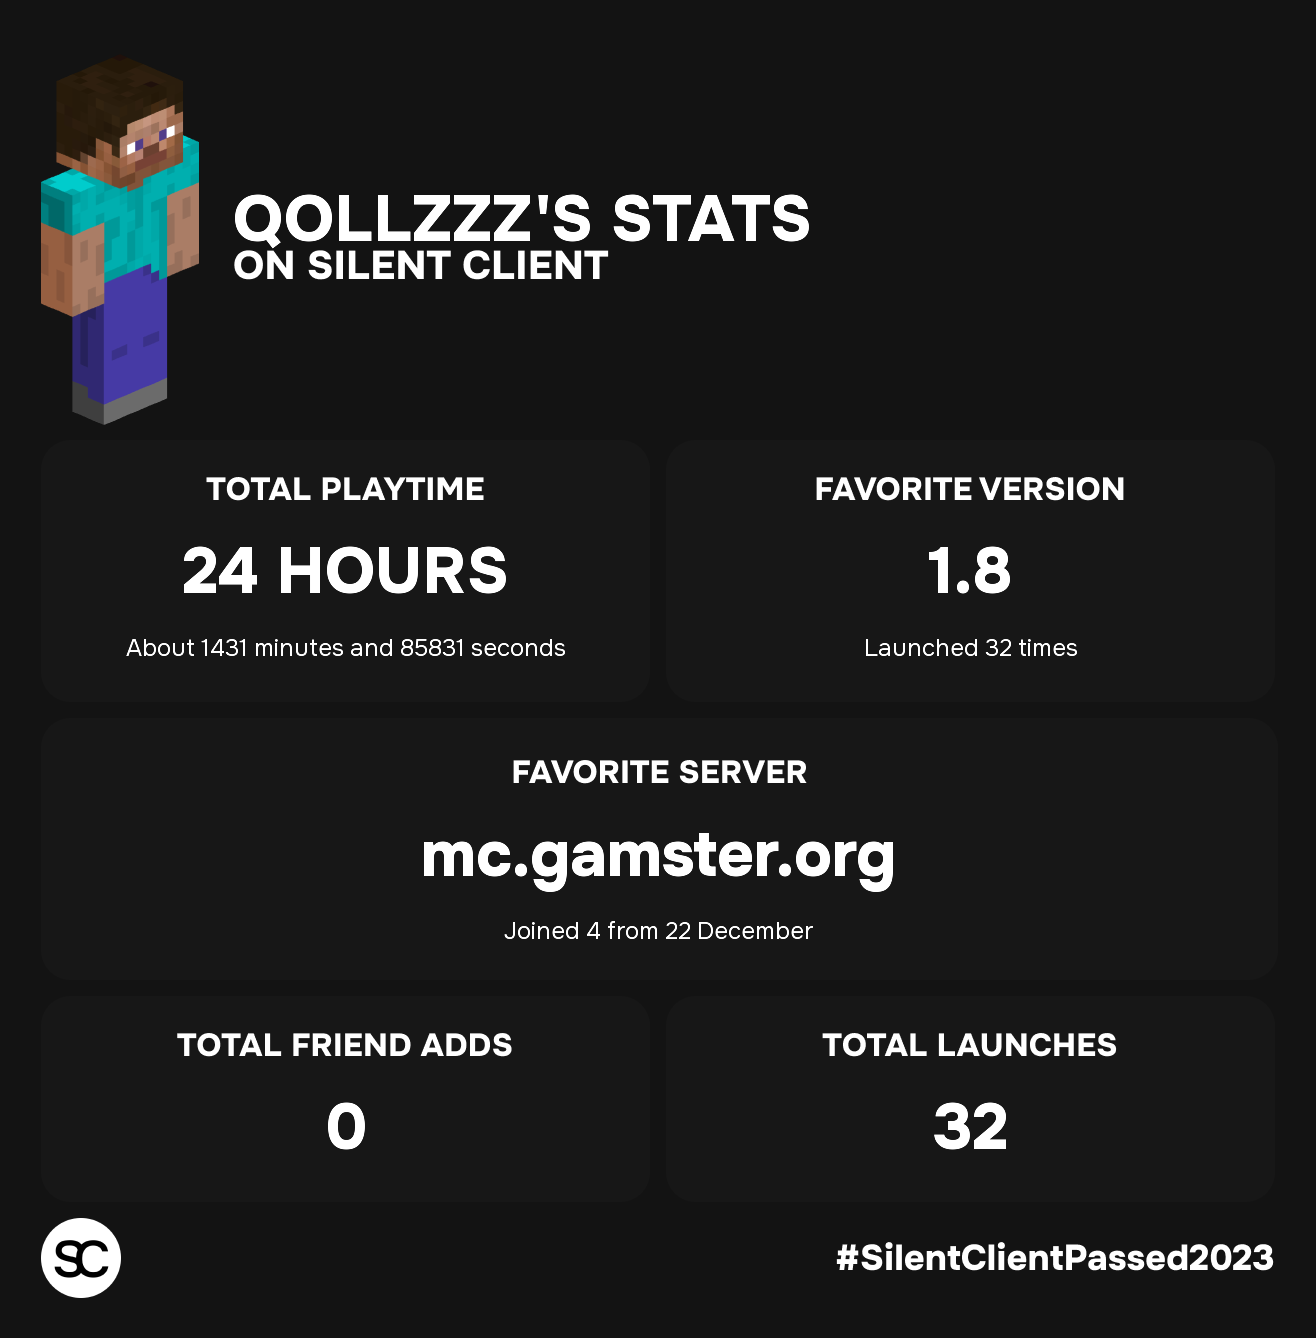 QOLLZZZ'S STATS
ON SILENT CLIENT
TOTAL PLAYTIME
24 HOURS
About 1431 minutes and 85831 seconds
FAVORITE VERSION
1.8
Launched 32 times
FAVORITE SERVER
mc.gamster.org
Joined 4 from 22 December
TOTAL FRIEND ADDS
0
TOTAL LAUNCHES
32
SC
#SilentClientPassed2023